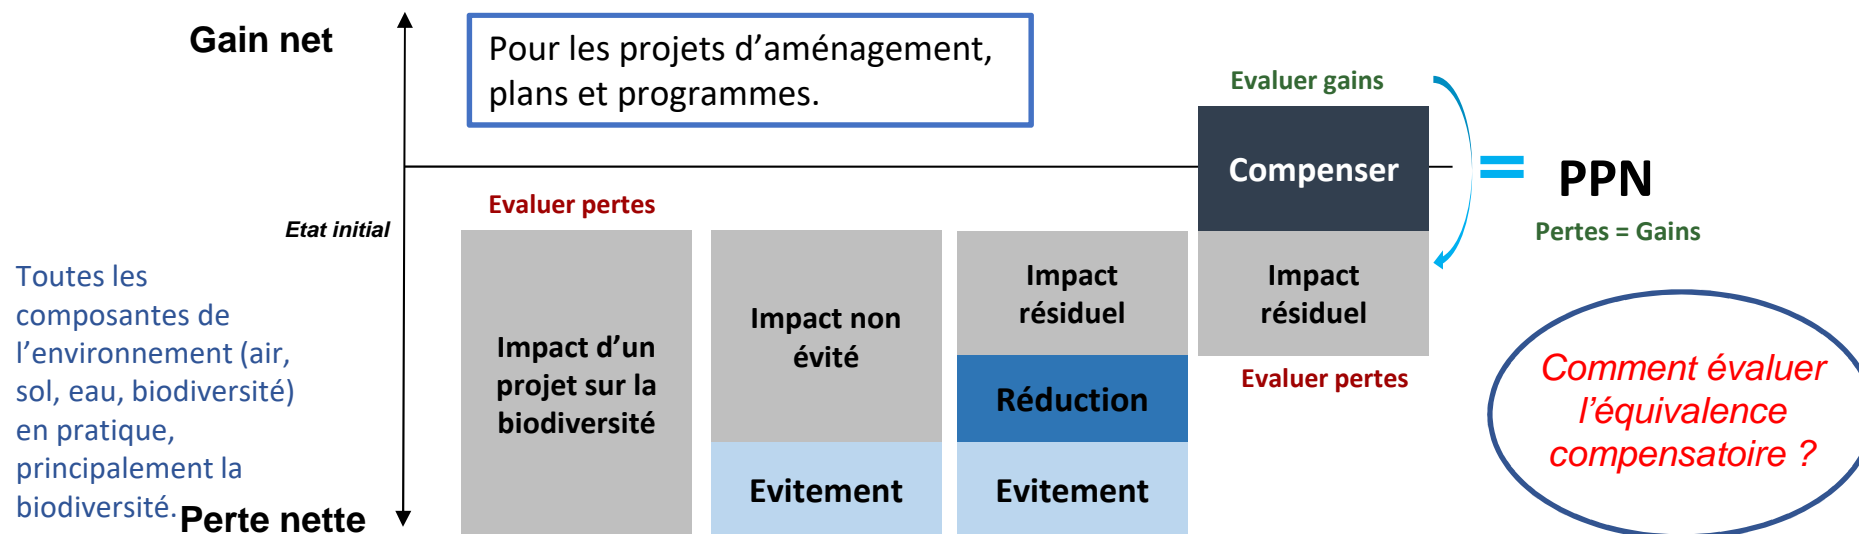 Gain net
Pour les projets d’aménagement,
plans et programmes.
Evaluer gains
Compenser
= PPN
Pertes = Gains
Evaluer pertes
Etat initial
Toutes les
composantes de
l’environnement (air,
sol, eau, biodiversité)
en pratique,
principalement la
biodiversité.
Perte nette
Impact d’un
projet sur la
biodiversité
Impact non
évité
Evitement
Impact
résiduel
Réduction
Evitement
Impact
résiduel
Evaluer pertes
Comment évaluer
l’équivalence
compensatoire ?